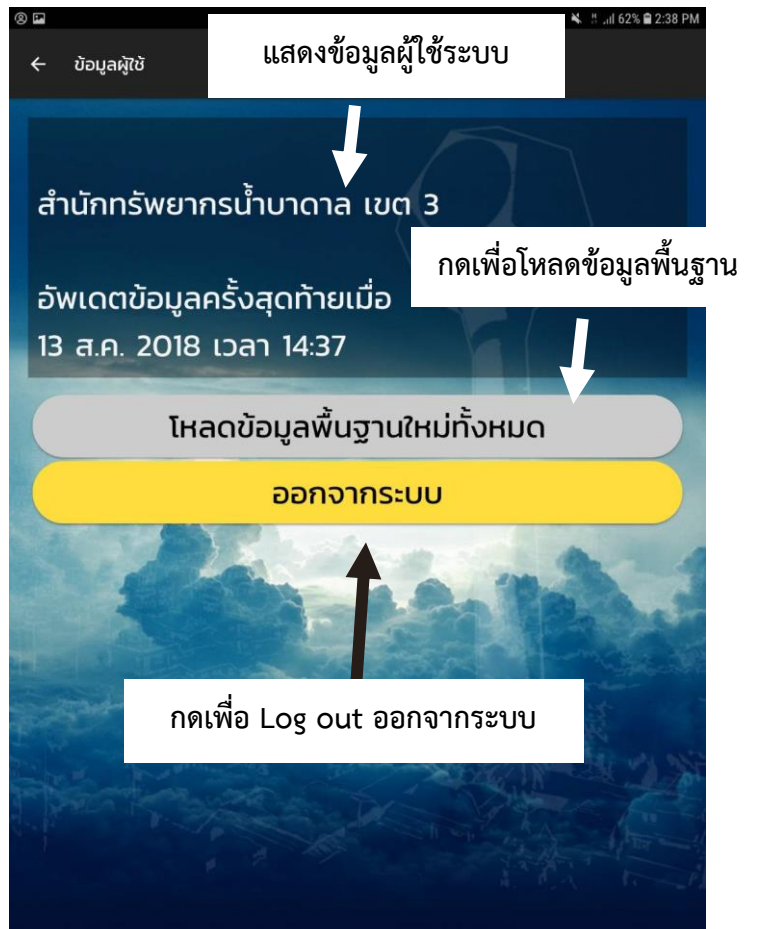 62% 2:38 PM
แสดงข้อมูลผู้ใช้ระบบ
ข้อมูลผู้ใช้
สำนักทรัพยากรน้ำบาดาล เขต 3
กดเพื่อโหลดข้อมูลพื้นฐาน
อัพเดตข้อมูลครั้งสุดท้ายเมื่อ
13 ส.ค. 2018 เวลา 14:37
โหลดข้อมูลพื้นฐานใหม่ทั้งหมด
ออกจากระบบ
กดเพื่อ Log out ออกจากระบบ